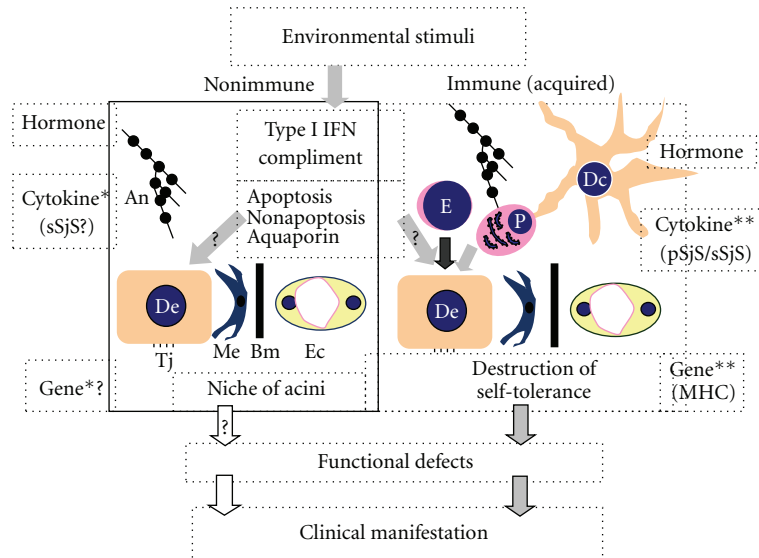 Environmental stimuli
Nonimmune
Immune (acquired)
Hormone
Type I IFN
compliment
Hormone
Dc
Cytokine*
(sSjS?)
An
Apoptosis
Nonapoptosis
Aquaporin
?
?
E
P
Cytokine**
(pSjS/sSjS)
De
De
Tj
Me
Bm
Ec
Gene*?
Niche of acini
Destruction of
self-tolerance
Gene**
(MHC)
?
Functional defects
Clinical manifestation